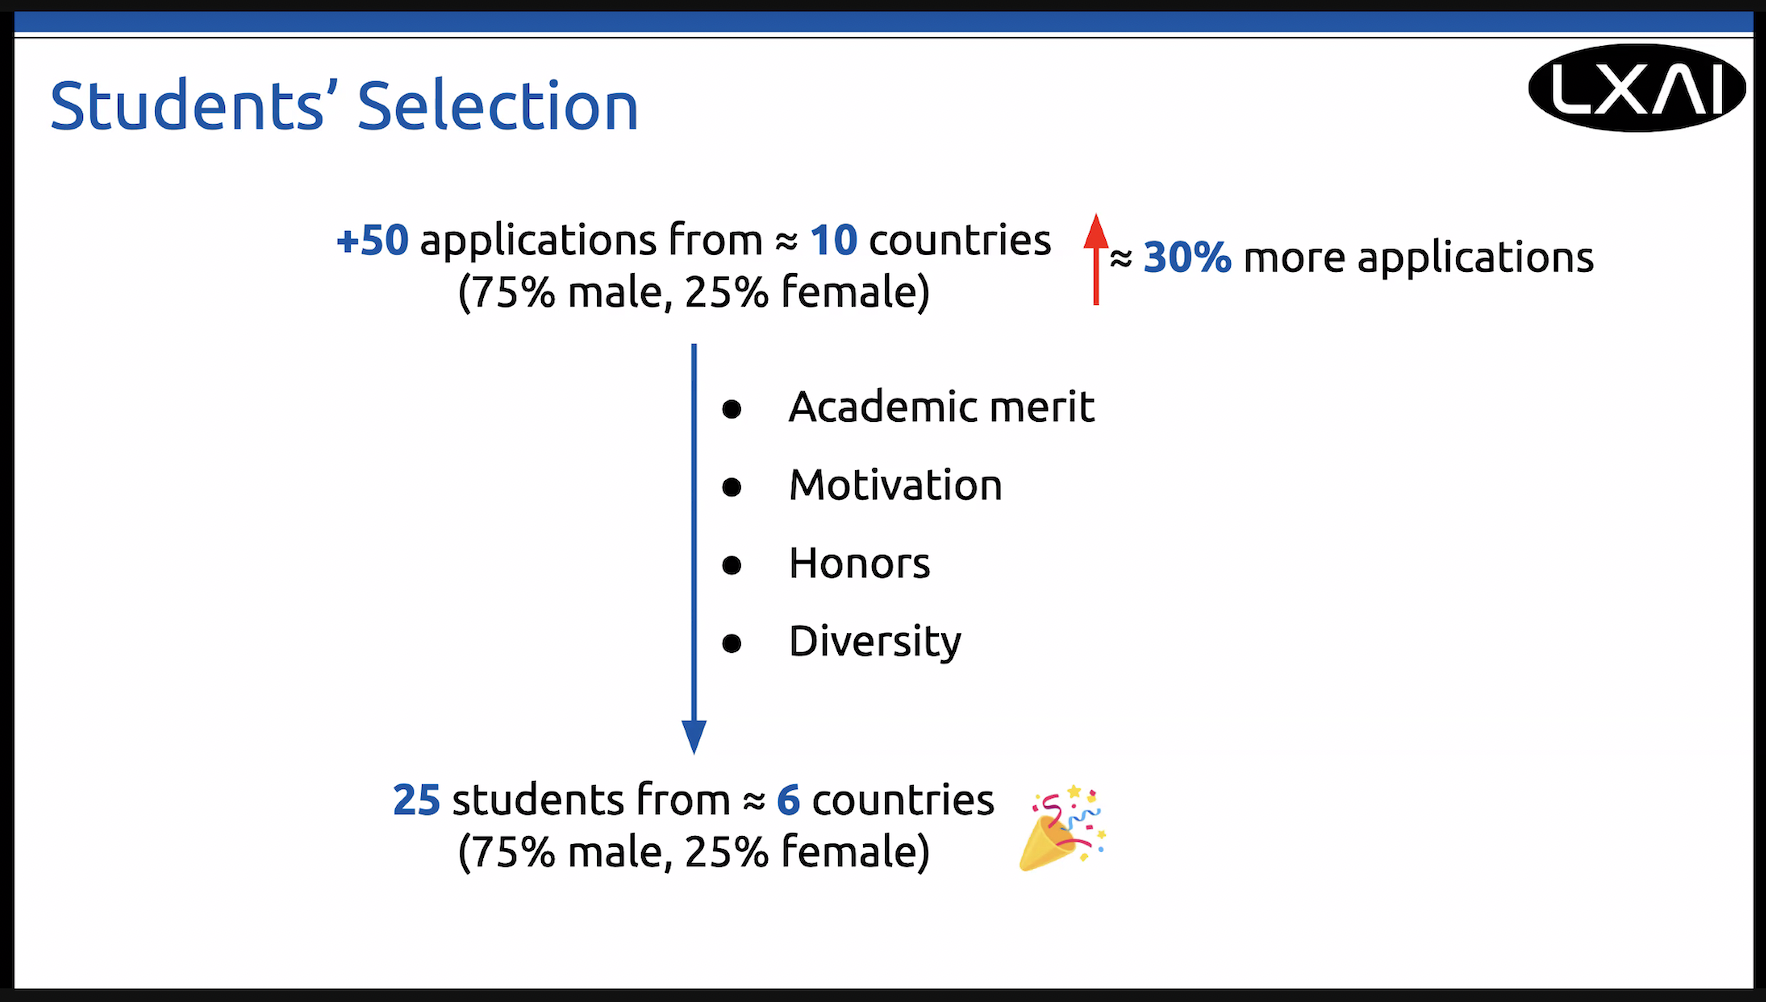 Students’ Selection
LXAI
+50 applications from ≈ 10 countries
(75% male, 25% female)
≈ 30% more applications
● Academic merit
● Motivation
● Honors
● Diversity
25 students from ≈ 6 countries
(75% male, 25% female)